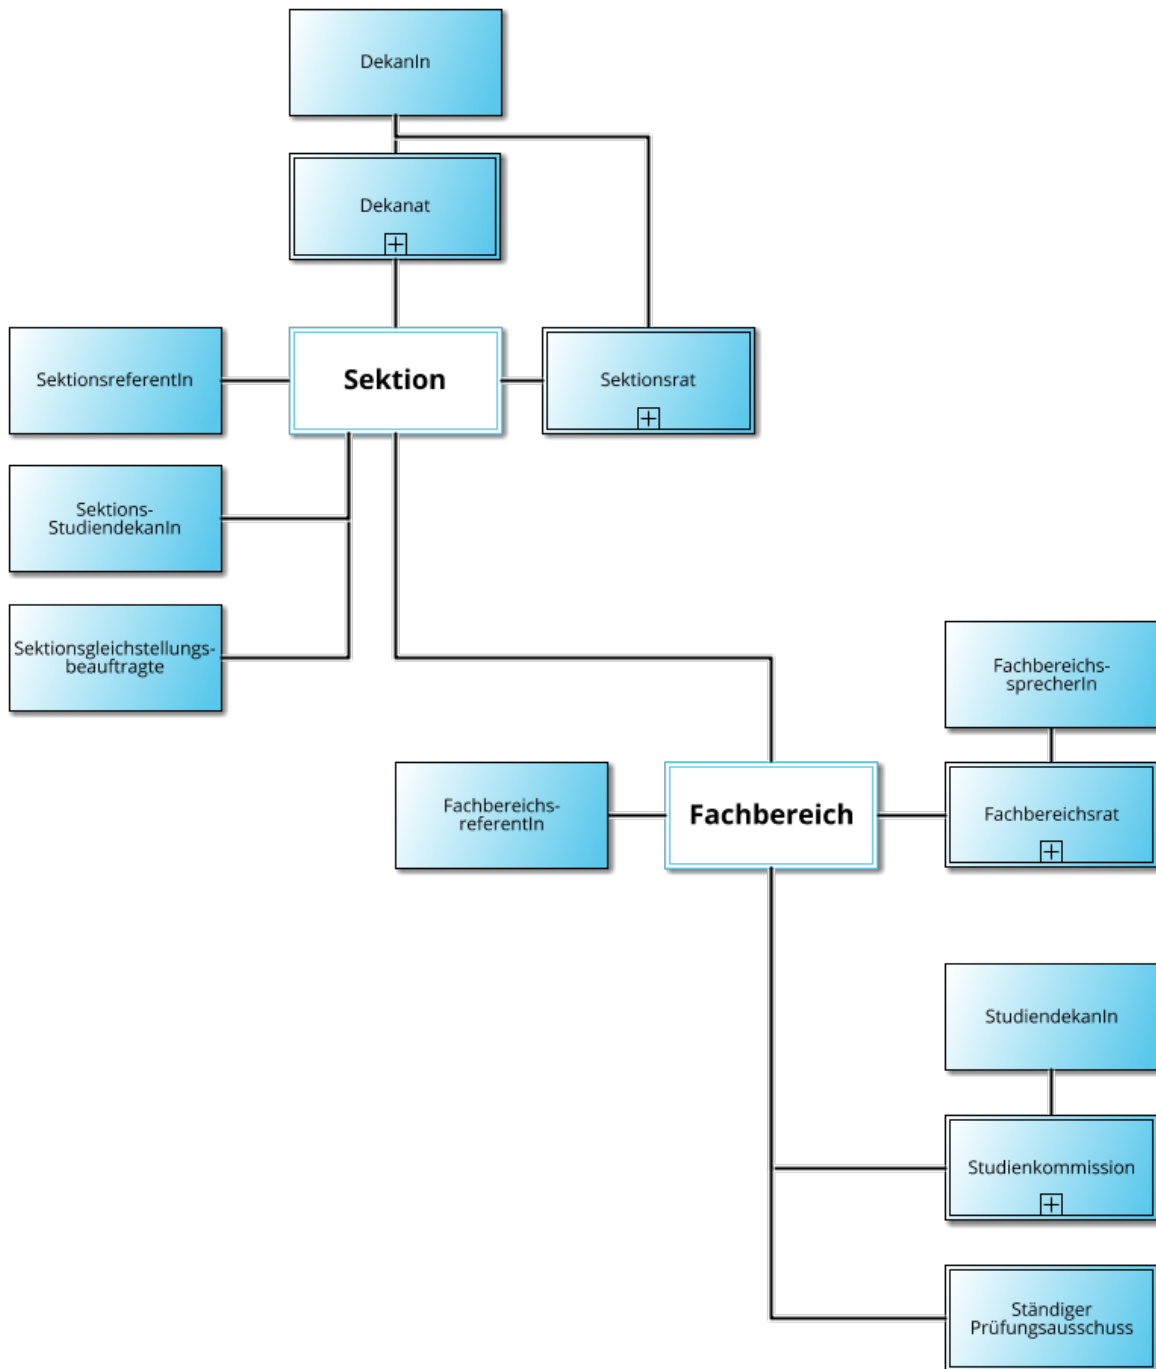 DekanIn
Dekanat
SektionsreferentIn
Sektion
Sektionsrat
Sektions-
StudiendekanIn
Sektionsgleichstellungs-
beauftragte
Fachbereichs-
sprecherIn
Fachbereichs-
referentIn
Fachbereich
Fachbereichsrat
StudiendekanIn
Studienkommission
Ständiger
Prüfungsausschuss